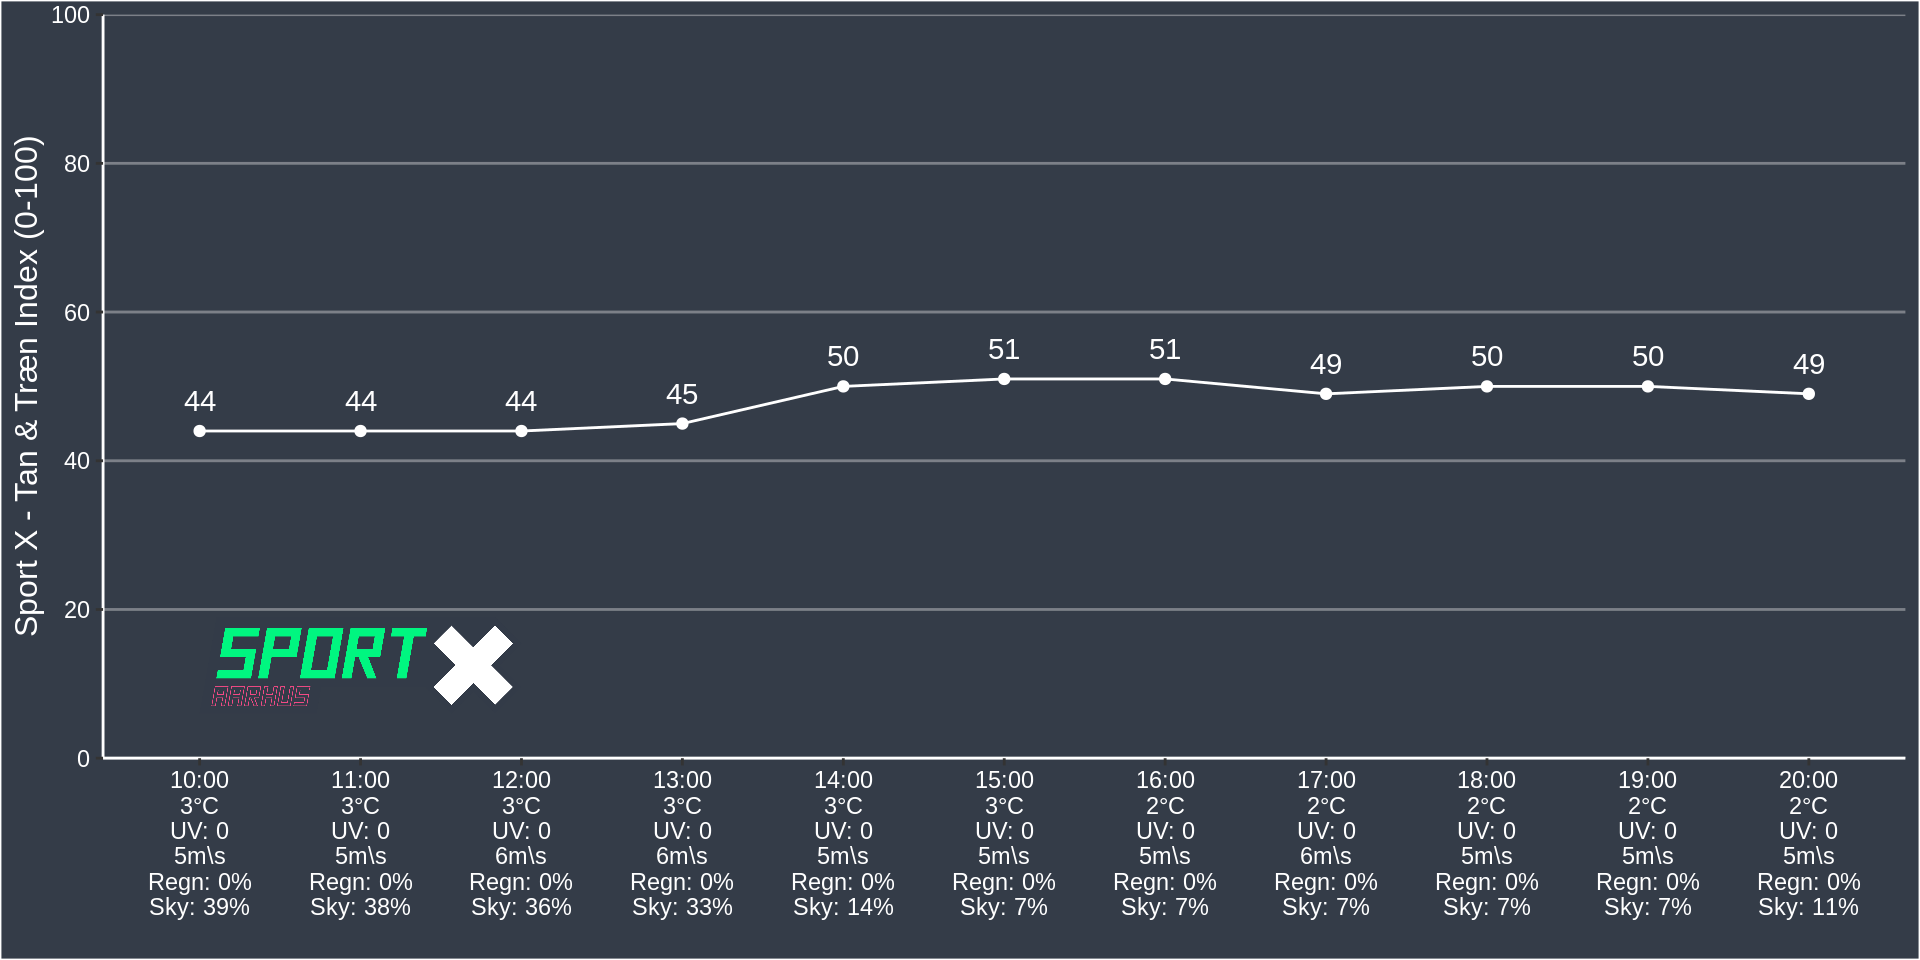 Sport X - Tan & Træn Index (0-100)
100
80
60
40
20
0
44 44 44 45 50 51 51 49 50 50 49
SPORT X
AARHUS
10:00 11:00 12:00 13:00 14:00 15:00 16:00 17:00 18:00 19:00 20:00
3°C 3°C 3°C 3°C 3°C 3°C 2°C 2°C 2°C 2°C 2°C
UV: 0 UV: 0 UV: 0 UV: 0 UV: 0 UV: 0 UV: 0 UV: 0 UV: 0 UV: 0 UV: 0
5m\s 5m\s 6m\s 6m\s 5m\s 5m\s 5m\s 6m\s 5m\s 5m\s 5m\s
Regn: 0% Regn: 0% Regn: 0% Regn: 0% Regn: 0% Regn: 0% Regn: 0% Regn: 0% Regn: 0% Regn: 0% Regn: 0%
Sky: 39% Sky: 38% Sky: 36% Sky: 33% Sky: 14% Sky: 7% Sky: 7% Sky: 7% Sky: 7% Sky: 7% Sky: 11%